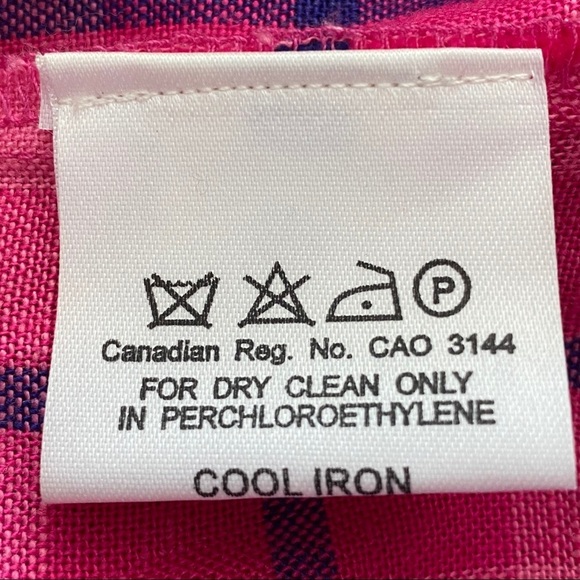 P
Canadian Reg. No. CAO 3144
FOR DRY CLEAN ONLY
IN PERCHLOROETHYLENE
COOL IRON